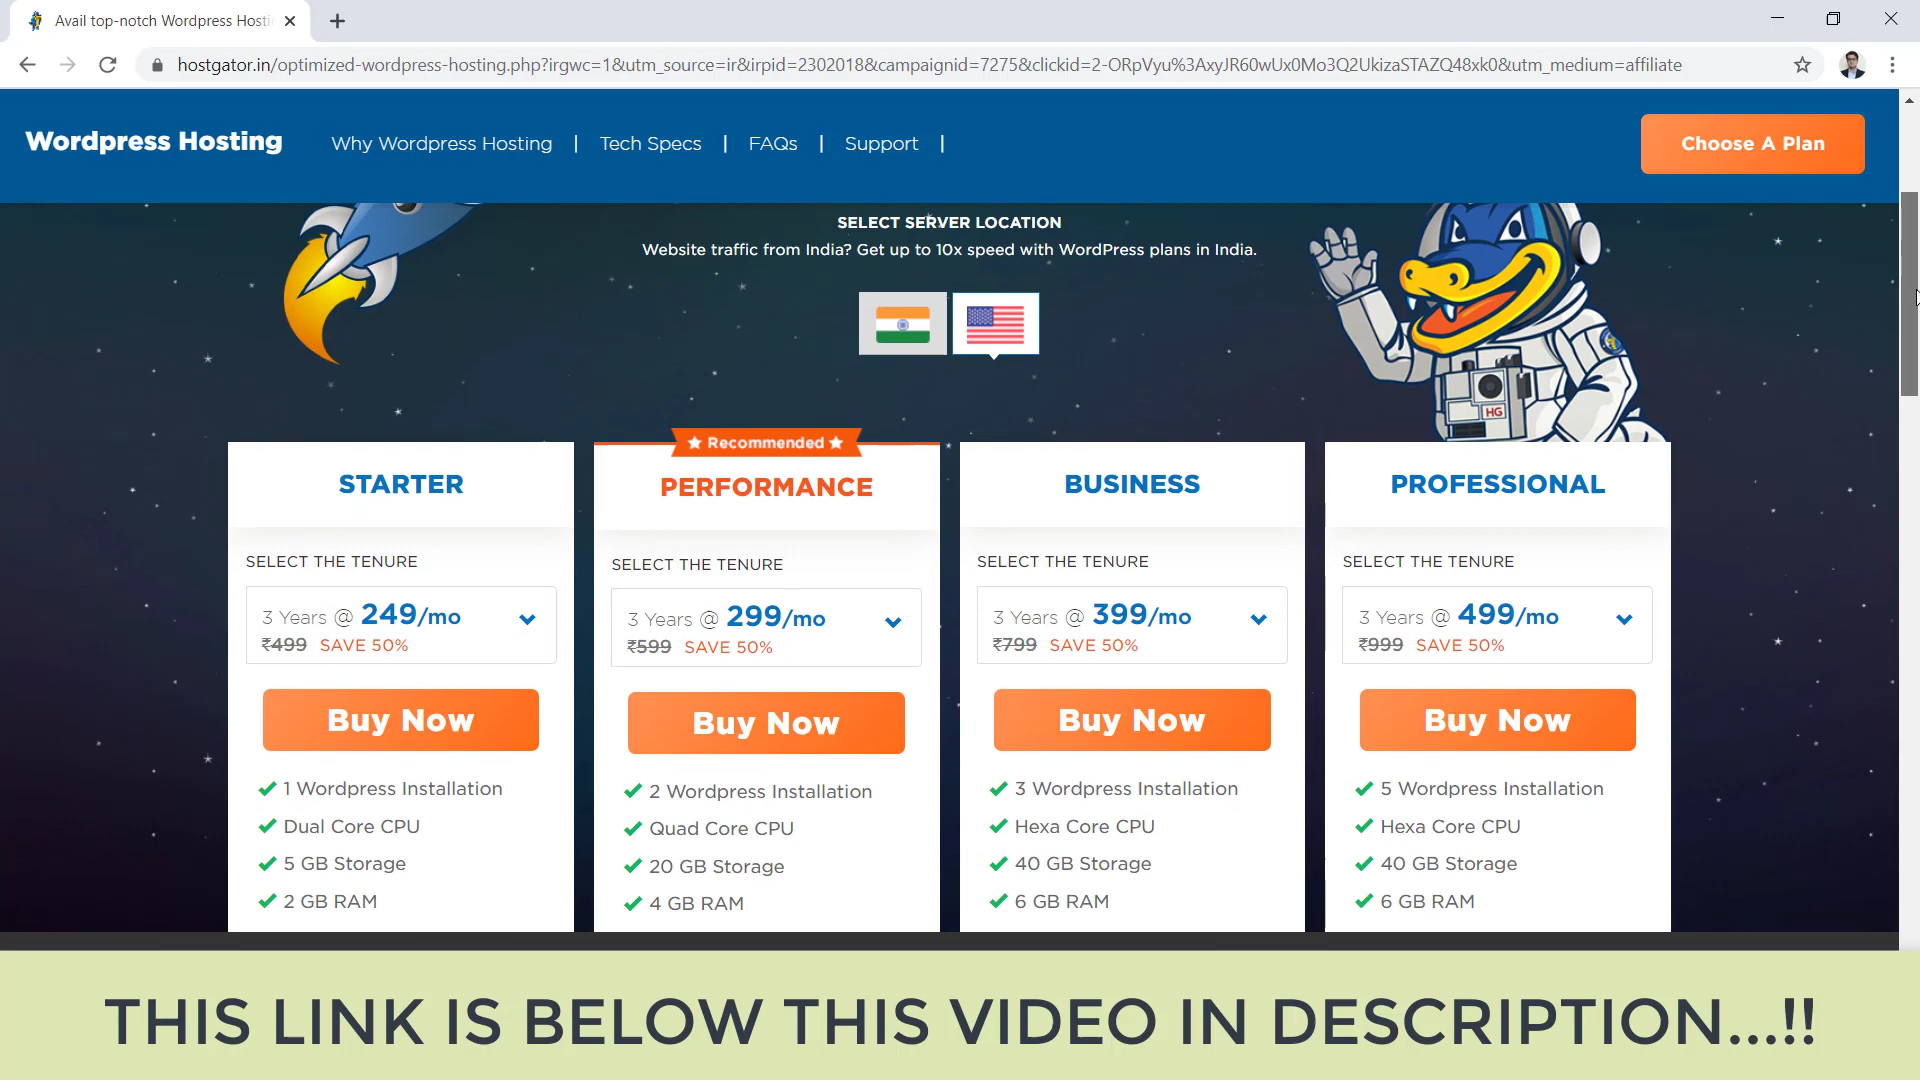 Avail top-notch Wordpress Hosti
hostgator.in/optimized-wordpress-hosting.php?irgwc=1&utm_source=ir&irpid=2302018&campaignid=7275&clickid=2-ORpVyu%3AxyJR60wUx0Mo3Q2UkizaSTAZQ48xk0&utm_medium=affiliate
Wordpress Hosting Why Wordpress Hosting | Tech Specs | FAQs | Support | Choose A Plan
SELECT SERVER LOCATION
Website traffic from India? Get up to 10x speed with WordPress plans in India.
HG
Recommended
STARTER
SELECT THE TENURE
3 Years @ 249/mo
₹499 SAVE 50%
Buy Now
1 Wordpress Installation
Dual Core CPU
5 GB Storage
2 GB RAM
PERFORMANCE
SELECT THE TENURE
3 Years @ 299/mo
₹599 SAVE 50%
Buy Now
2 Wordpress Installation
Quad Core CPU
20 GB Storage
4 GB RAM
BUSINESS
SELECT THE TENURE
3 Years @ 399/mo
₹799 SAVE 50%
Buy Now
3 Wordpress Installation
Hexa Core CPU
40 GB Storage
6 GB RAM
PROFESSIONAL
SELECT THE TENURE
3 Years @ 499/mo
₹999 SAVE 50%
Buy Now
5 Wordpress Installation
Hexa Core CPU
40 GB Storage
6 GB RAM
THIS LINK IS BELOW THIS VIDEO IN DESCRIPTION...!!